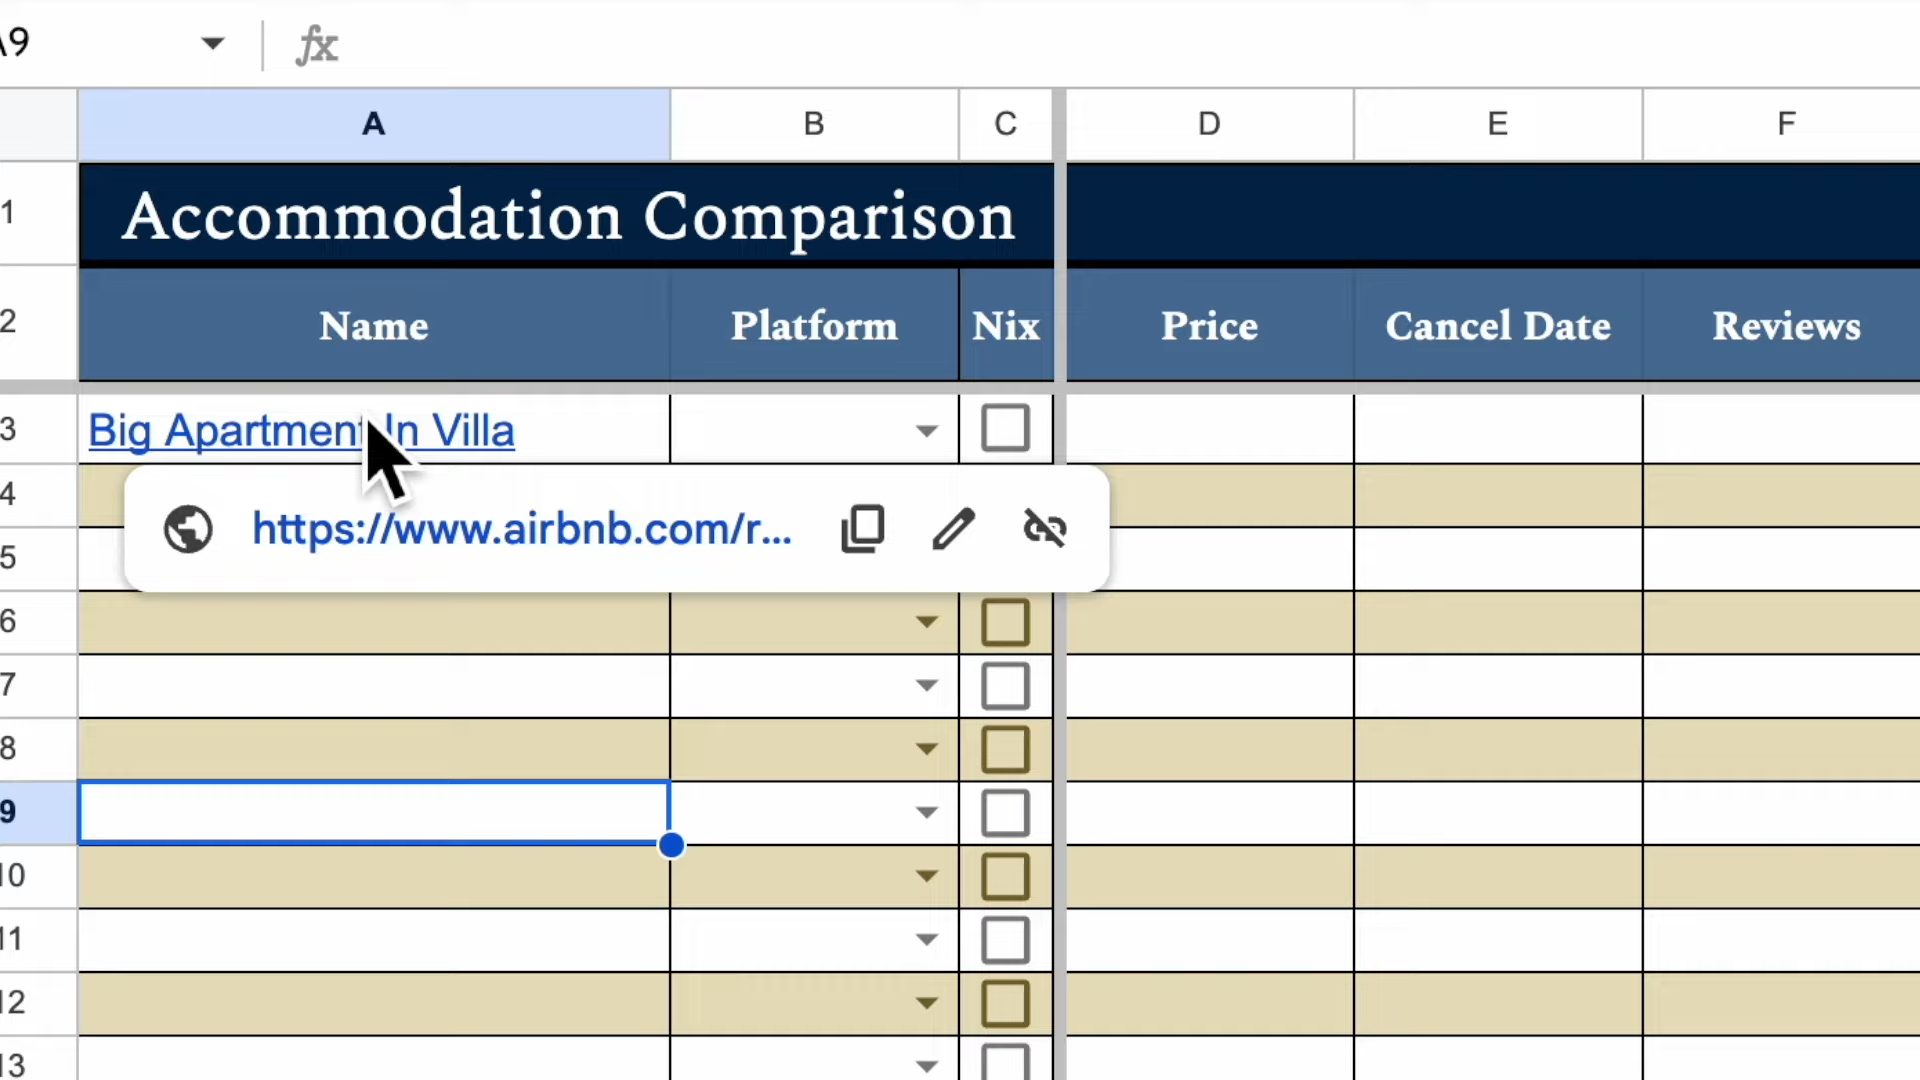 A9 fx
A B C D E F
1 Accommodation Comparison
2 Name Platform Nix Price Cancel Date Reviews
3 Big Apartment In Villa
4
https://www.airbnb.com/r...
5
6
7
8
9
10
11
12
13